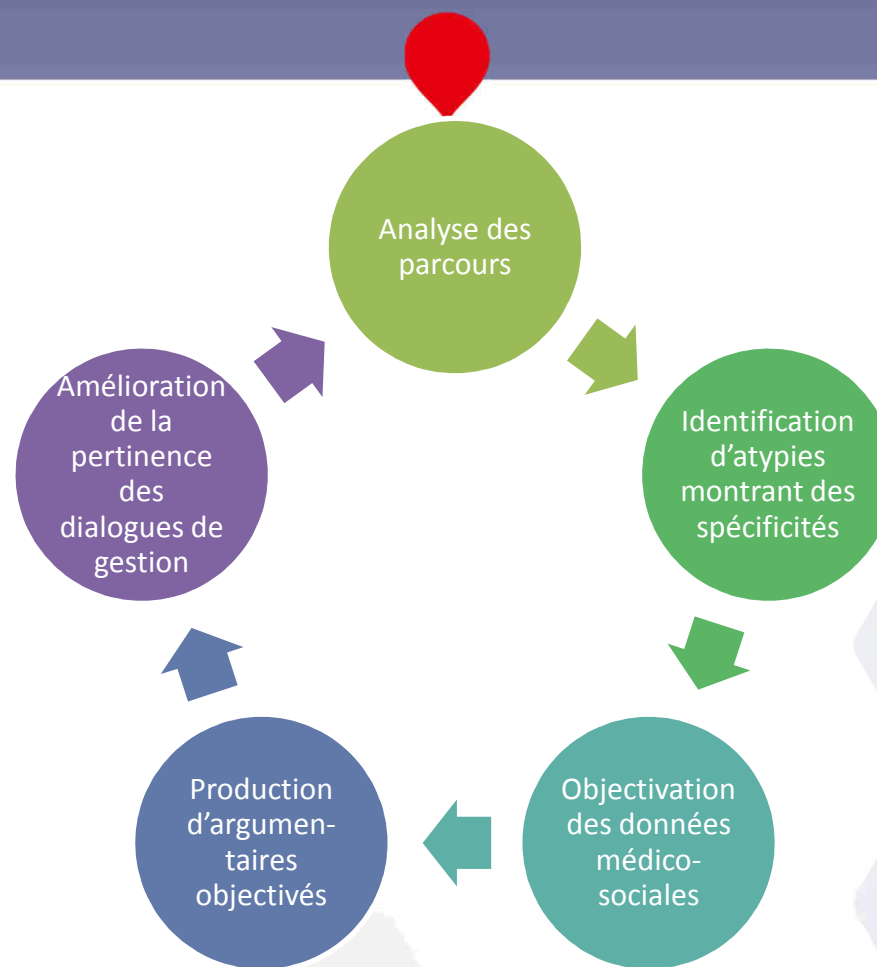 Analyse des
parcours
Identification
d’atypies
montrant des
spécificités
Objectivation
des données
médico-
sociales
Production
d’argumen-
taires
objectivés
Amélioration
de la
pertinence
des
dialogues de
gestion